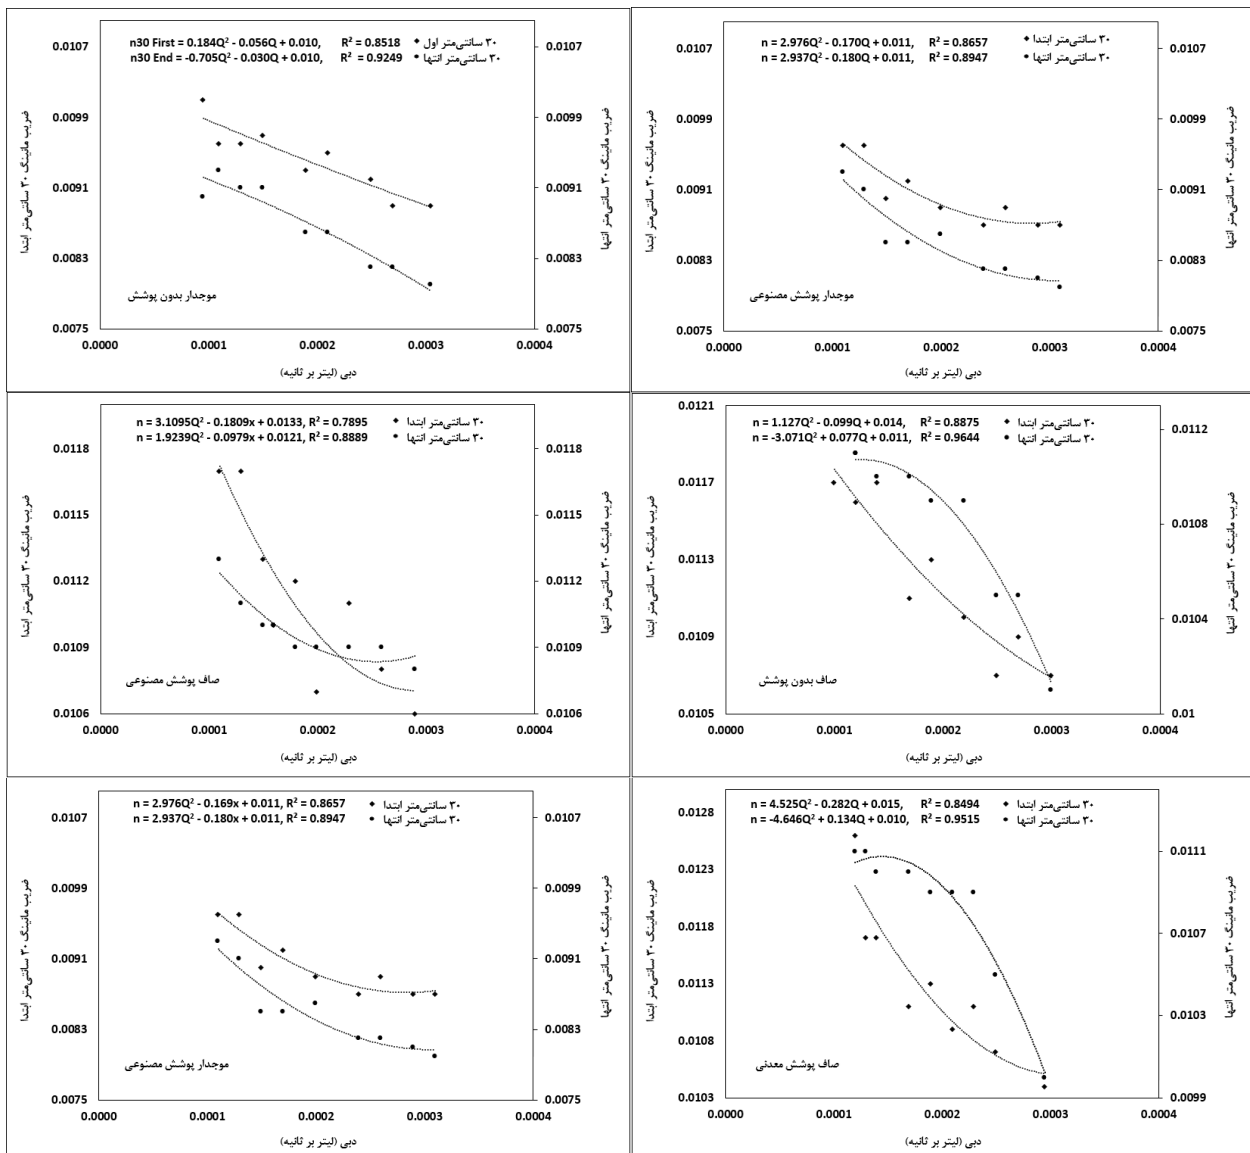 n30 First = 0.184Q² - 0.056Q + 0.010, R² = 0.8518 ۳۰ سانتی‌متر اول
n30 End = -0.705Q² - 0.030Q + 0.010, R² = 0.9249 ۳۰ سانتی‌متر انتها
0.0107
0.0099
0.0091
0.0083
0.0075
0.0107
0.0099
0.0091
0.0083
0.0075
ضریب مانینگ ۳۰ سانتی‌متر ابتدا
ضریب مانینگ ۳۰ سانتی‌متر انتها
موجدار بدون پوشش
0.0000 0.0001 0.0002 0.0003 0.0004
دبی (لیتر بر ثانیه)
n = 2.976Q² - 0.170Q + 0.011, R² = 0.8657 ۳۰ سانتی‌متر ابتدا
n = 2.937Q² - 0.180Q + 0.011, R² = 0.8947 ۳۰ سانتی‌متر انتها
0.0107
0.0099
0.0091
0.0083
0.0075
0.0107
0.0099
0.0091
0.0083
0.0075
ضریب مانینگ ۳۰ سانتی‌متر ابتدا
ضریب مانینگ ۳۰ سانتی‌متر انتها
موجدار پوشش مصنوعی
0.0000 0.0001 0.0002 0.0003 0.0004
دبی (لیتر بر ثانیه)
n = 3.1095Q² - 0.1809x + 0.0133, R² = 0.7895 ۳۰ سانتی‌متر ابتدا
n = 1.9239Q² - 0.0979x + 0.0121, R² = 0.8889 ۳۰ سانتی‌متر انتها
0.0118
0.0115
0.0112
0.0109
0.0106
0.0118
0.0115
0.0112
0.0109
0.0106
ضریب مانینگ ۳۰ سانتی‌متر ابتدا
ضریب مانینگ ۳۰ سانتی‌متر انتها
صاف پوشش مصنوعی
0.0000 0.0001 0.0002 0.0003 0.0004
دبی (لیتر بر ثانیه)
n = 1.127Q² - 0.099Q + 0.014, R² = 0.8875 ۳۰ سانتی‌متر ابتدا
n = -3.071Q² + 0.077Q + 0.011, R² = 0.9644 ۳۰ سانتی‌متر انتها
0.0121
0.0117
0.0113
0.0109
0.0105
0.0112
0.0108
0.0104
0.01
ضریب مانینگ ۳۰ سانتی‌متر ابتدا
ضریب مانینگ ۳۰ سانتی‌متر انتها
صاف بدون پوشش
0.0000 0.0001 0.0002 0.0003 0.0004
دبی (لیتر بر ثانیه)
n = 2.976Q² - 0.169x + 0.011, R² = 0.8657 ۳۰ سانتی‌متر ابتدا
n = 2.937Q² - 0.180x + 0.011, R² = 0.8947 ۳۰ سانتی‌متر انتها
0.0107
0.0099
0.0091
0.0083
0.0075
0.0107
0.0099
0.0091
0.0083
0.0075
ضریب مانینگ ۳۰ سانتی‌متر ابتدا
ضریب مانینگ ۳۰ سانتی‌متر انتها
موجدار پوشش مصنوعی
0.0000 0.0001 0.0002 0.0003 0.0004
دبی (لیتر بر ثانیه)
n = 4.525Q² - 0.282Q + 0.015, R² = 0.8494 ۳۰ سانتی‌متر ابتدا
n = -4.646Q² + 0.134Q + 0.010, R² = 0.9515 ۳۰ سانتی‌متر انتها
0.0128
0.0123
0.0118
0.0113
0.0108
0.0103
0.0111
0.0107
0.0103
0.0099
ضریب مانینگ ۳۰ سانتی‌متر ابتدا
ضریب مانینگ ۳۰ سانتی‌متر انتها
صاف پوشش معدنی
0.0000 0.0001 0.0002 0.0003 0.0004
دبی (لیتر بر ثانیه)